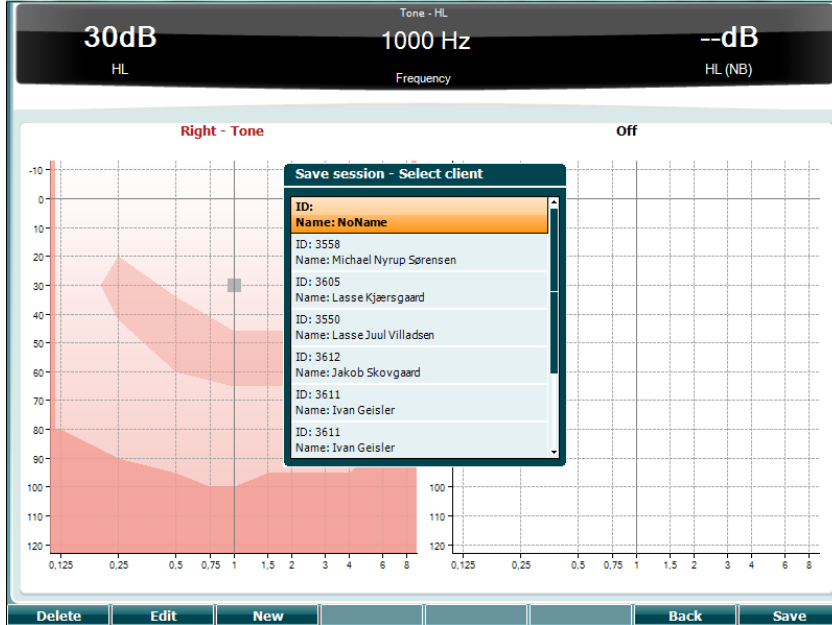 Tone - HL
30dB
1000 Hz
--dB
HL
Frequency
HL (NB)
Right - Tone
Off
Save session - Select client
ID:
Name: NoName
ID: 3558
Name: Michael Nyrup Sørensen
ID: 3605
Name: Lasse Kjærsgaard
ID: 3550
Name: Lasse Juul Villadsen
ID: 3612
Name: Jakob Skovgaard
ID: 3611
Name: Ivan Geisler
ID: 3611
Name: Ivan Geisler
-10
0
10
20
30
40
50
60
70
80
90
100
110
120
100
110
120
0,125 0,25 0,5 0,75 1 1,5 2 3 4 6 8
0,125 0,25 0,5 0,75 1 1,5 2 3 4 6 8
Delete Edit New Back Save